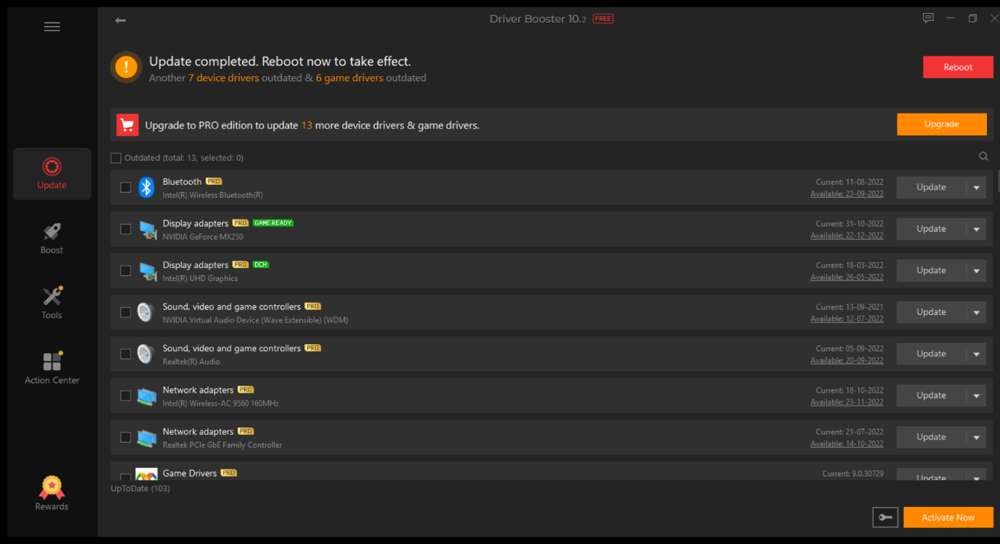 Driver Booster 10.2 FREE
Update completed. Reboot now to take effect.
Another 7 device drivers outdated & 6 game drivers outdated
Reboot
Upgrade to PRO edition to update 13 more device drivers & game drivers.
Upgrade
Outdated (total: 13, selected: 0)
Update
Boost
Tools
Action Center
Rewards
Bluetooth PRO
Intel(R) Wireless Bluetooth(R)
Current: 11-08-2022
Available: 23-09-2022
Update
Display adapters PRO GAME READY
NVIDIA GeForce MX250
Current: 31-10-2022
Available: 22-12-2022
Update
Display adapters PRO DCH
Intel(R) UHD Graphics
Current: 18-03-2022
Available: 26-05-2022
Update
Sound, video and game controllers PRO
NVIDIA Virtual Audio Device (Wave Extensible) (WDM)
Current: 13-09-2021
Available: 12-07-2022
Update
Sound, video and game controllers PRO
Realtek(R) Audio
Current: 05-09-2022
Available: 20-09-2022
Update
Network adapters PRO
Intel(R) Wireless-AC 9560 160MHz
Current: 18-10-2022
Available: 23-11-2022
Update
Network adapters PRO
Realtek PCIe GbE Family Controller
Current: 21-07-2022
Available: 14-10-2022
Update
Game Drivers PRO
Current: 9.0.30729
Update
UpToDate (103)
Activate Now